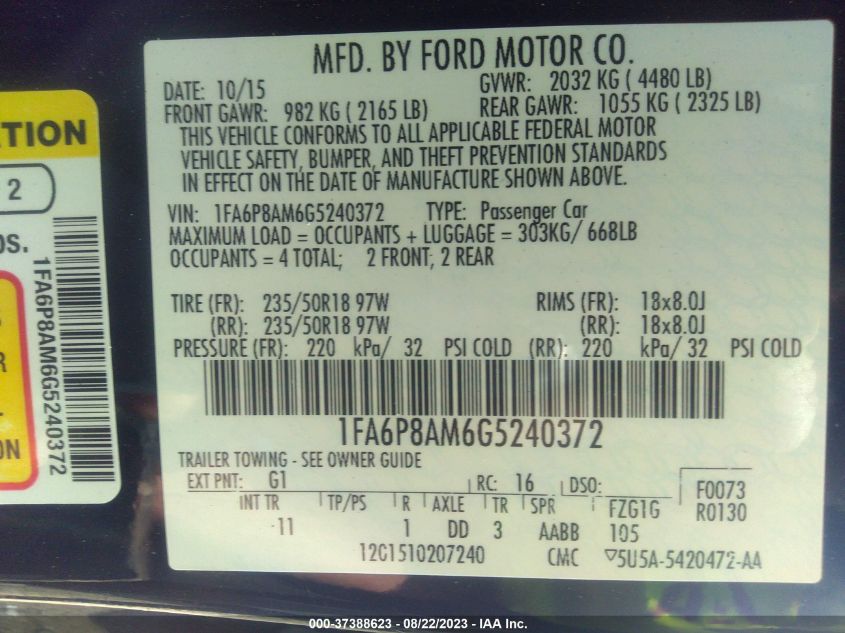 MFD. BY FORD MOTOR CO.
DATE: 10/15 GVWR: 2032 KG ( 4480 LB)
FRONT GAWR: 982 KG ( 2165 LB) REAR GAWR: 1055 KG ( 2325 LB)
THIS VEHICLE CONFORMS TO ALL APPLICABLE FEDERAL MOTOR
VEHICLE SAFETY, BUMPER, AND THEFT PREVENTION STANDARDS
IN EFFECT ON THE DATE OF MANUFACTURE SHOWN ABOVE.
VIN: 1FA6P8AM6G5240372 TYPE: Passenger Car
MAXIMUM LOAD = OCCUPANTS + LUGGAGE = 303KG/ 668LB
OCCUPANTS = 4 TOTAL; 2 FRONT, 2 REAR
TIRE (FR): 235/50R18 97W RIMS (FR): 18x8.0J
(RR): 235/50R18 97W (RR): 18x8.0J
PRESSURE (FR): 220 kPa/ 32 PSI COLD (RR): 220 kPa/ 32 PSI COLD
1FA6P8AM6G5240372
TRAILER TOWING - SEE OWNER GUIDE
EXT PNT: G1 RC: 16 DSO: F0073
INT TR TP/PS R AXLE TR SPR FZG1G R0130
-11 1 DD 3 AABB 105
12G1510207240 CMC ▽5U5A-5420472-AA
TION
2
OS.
1FA6P8AM6G5240372
R
ON
000-37388623 - 08/22/2023 - IAA Inc.